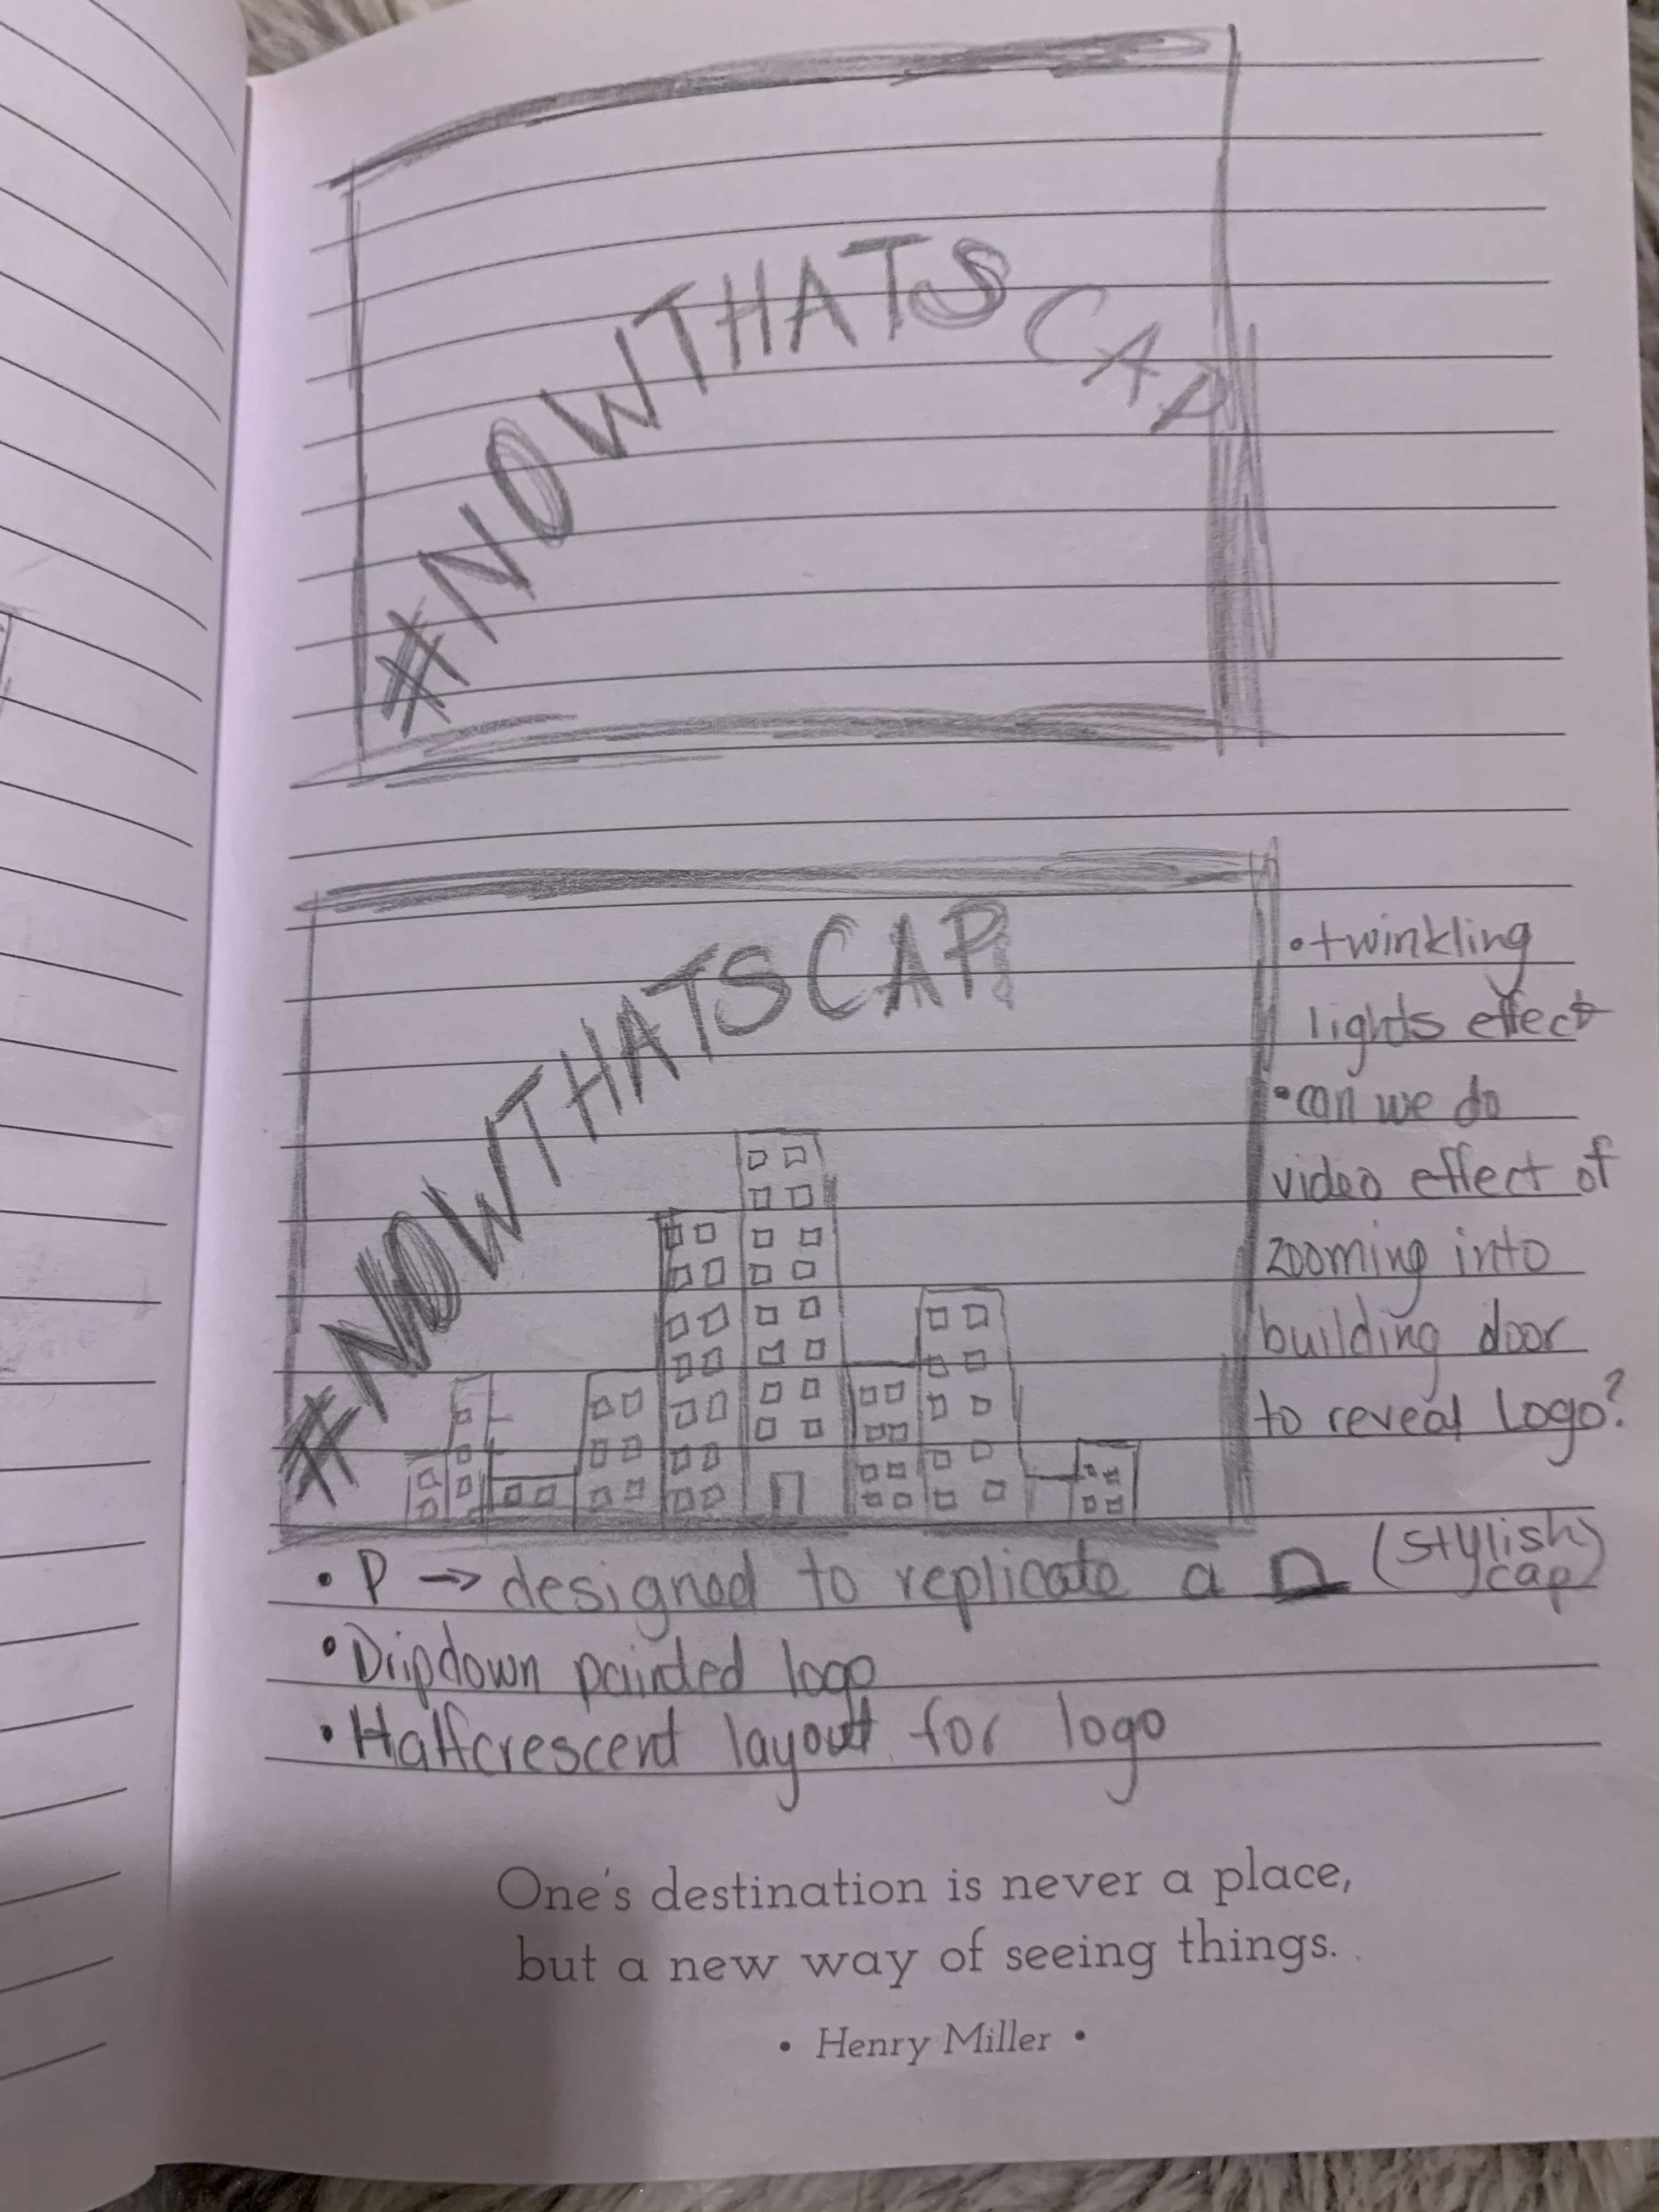 #NOWTHATSCAP
#NOWTHATSCAP
• twinkling
lights effect
• can we do
video effect of
zooming into
building door
to reveal logo?
• P → designed to replicate a (stylish
cap)
• Dripdown painted logo
• Halfcrescent layout for logo
One's destination is never a place,
but a new way of seeing things.
• Henry Miller •